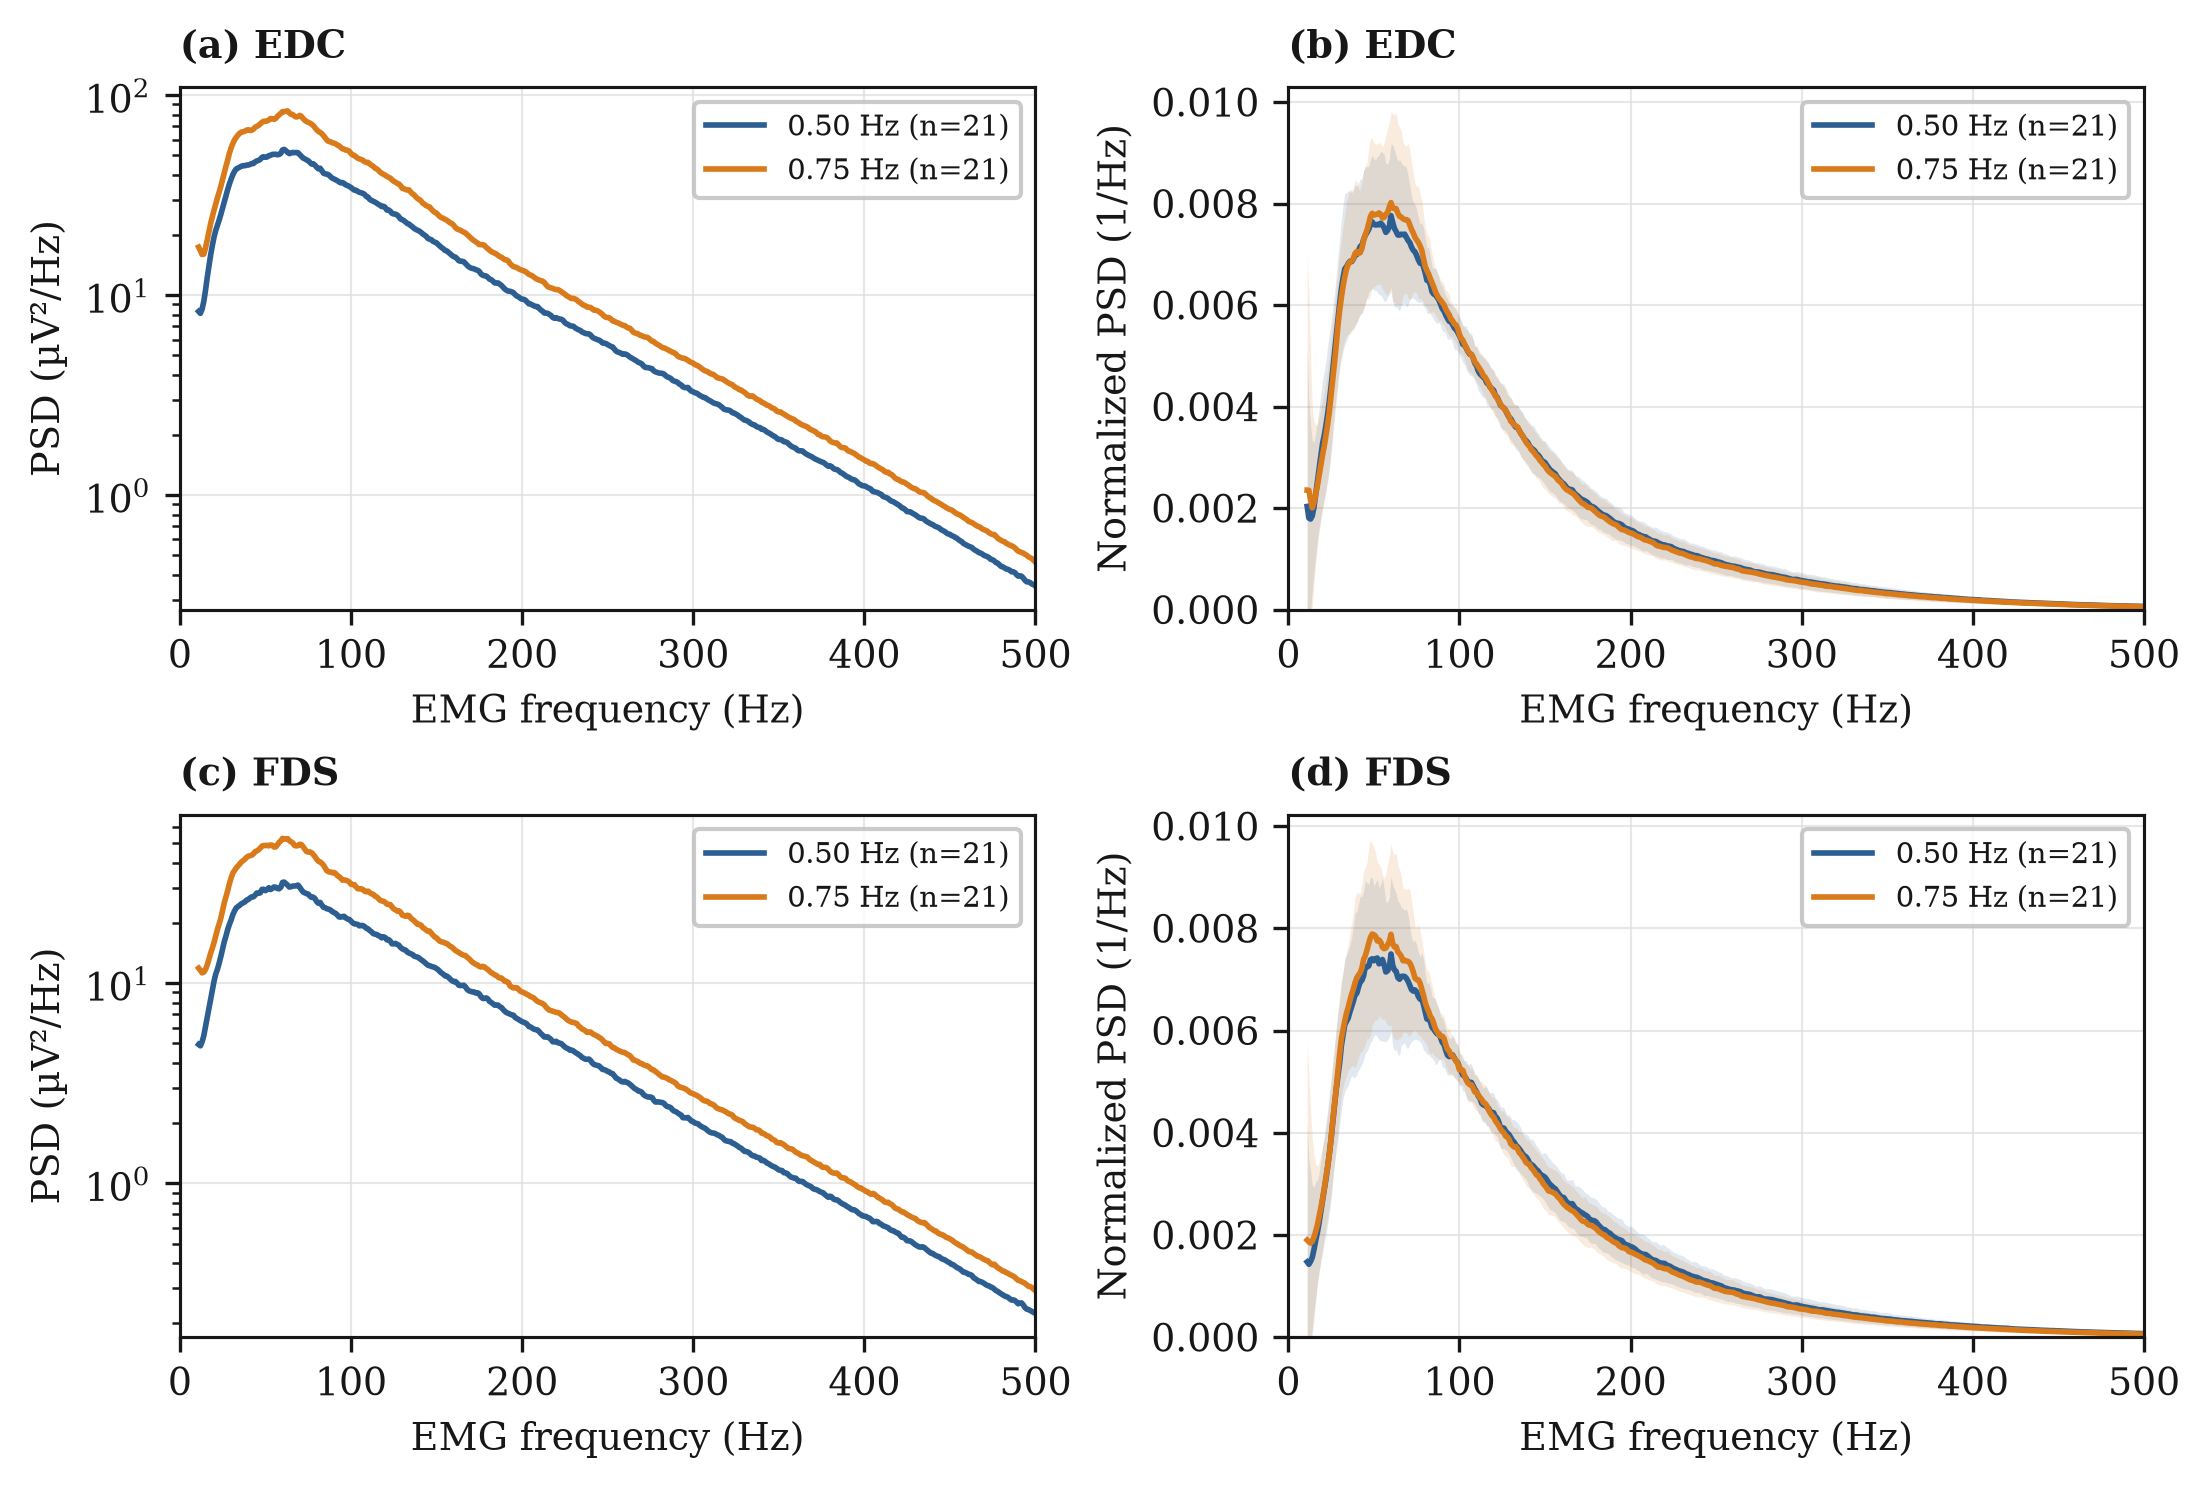 (a) EDC
PSD (µV²/Hz)
10²
10¹
10⁰
0.50 Hz (n=21)
0.75 Hz (n=21)
0 100 200 300 400 500
EMG frequency (Hz)
(b) EDC
Normalized PSD (1/Hz)
0.010
0.008
0.006
0.004
0.002
0.000
0.50 Hz (n=21)
0.75 Hz (n=21)
0 100 200 300 400 500
EMG frequency (Hz)
(c) FDS
PSD (µV²/Hz)
10¹
10⁰
0.50 Hz (n=21)
0.75 Hz (n=21)
0 100 200 300 400 500
EMG frequency (Hz)
(d) FDS
Normalized PSD (1/Hz)
0.010
0.008
0.006
0.004
0.002
0.000
0.50 Hz (n=21)
0.75 Hz (n=21)
0 100 200 300 400 500
EMG frequency (Hz)